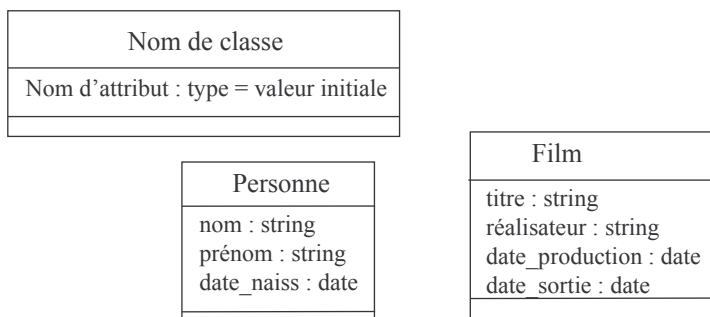 Nom de classe
Nom d'attribut : type = valeur initiale
Personne
nom : string
prénom : string
date_naiss : date
Film
titre : string
réalisateur : string
date_production : date
date_sortie : date